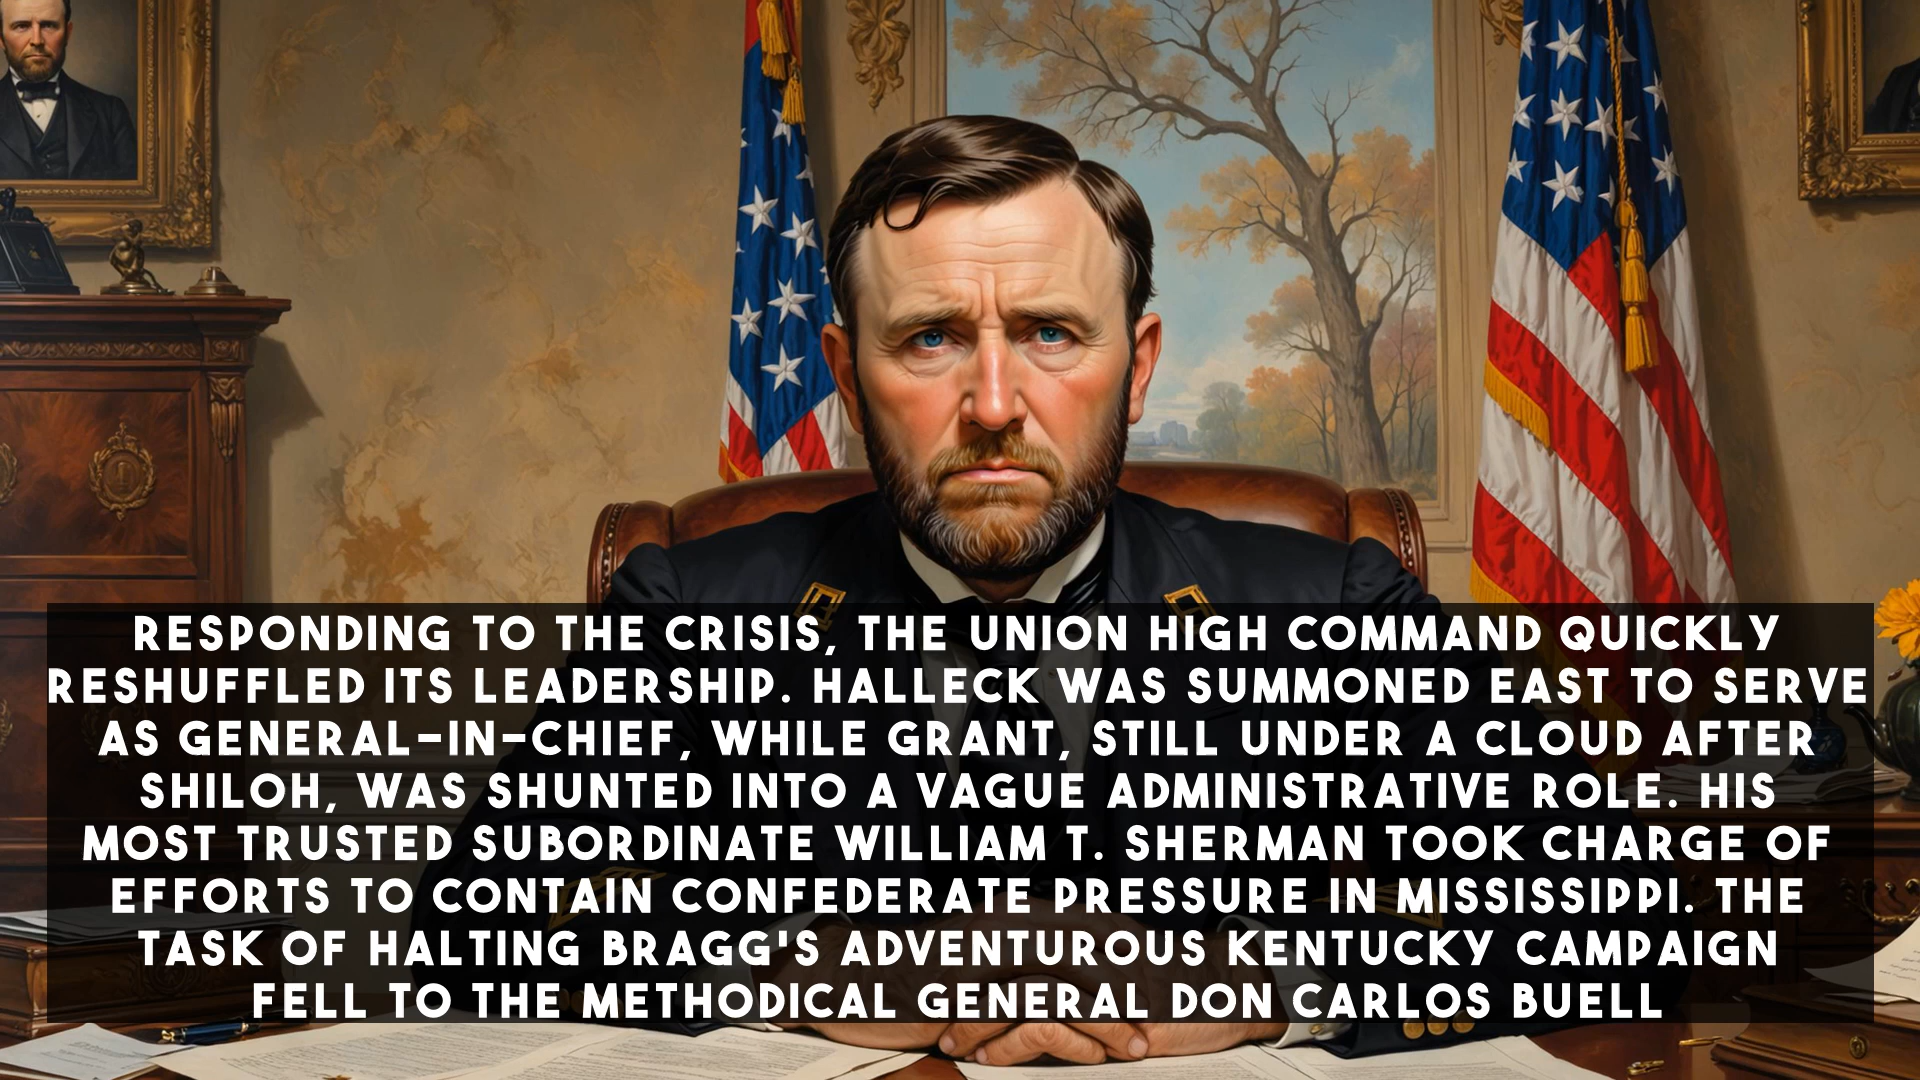 RESPONDING TO THE CRISIS, THE UNION HIGH COMMAND QUICKLY
RESHUFFLED ITS LEADERSHIP. HALLECK WAS SUMMONED EAST TO SERVE
AS GENERAL-IN-CHIEF, WHILE GRANT, STILL UNDER A CLOUD AFTER
SHILOH, WAS SHUNTED INTO A VAGUE ADMINISTRATIVE ROLE. HIS
MOST TRUSTED SUBORDINATE WILLIAM T. SHERMAN TOOK CHARGE OF
EFFORTS TO CONTAIN CONFEDERATE PRESSURE IN MISSISSIPPI. THE
TASK OF HALTING BRAGG'S ADVENTUROUS KENTUCKY CAMPAIGN
FELL TO THE METHODICAL GENERAL DON CARLOS BUELL